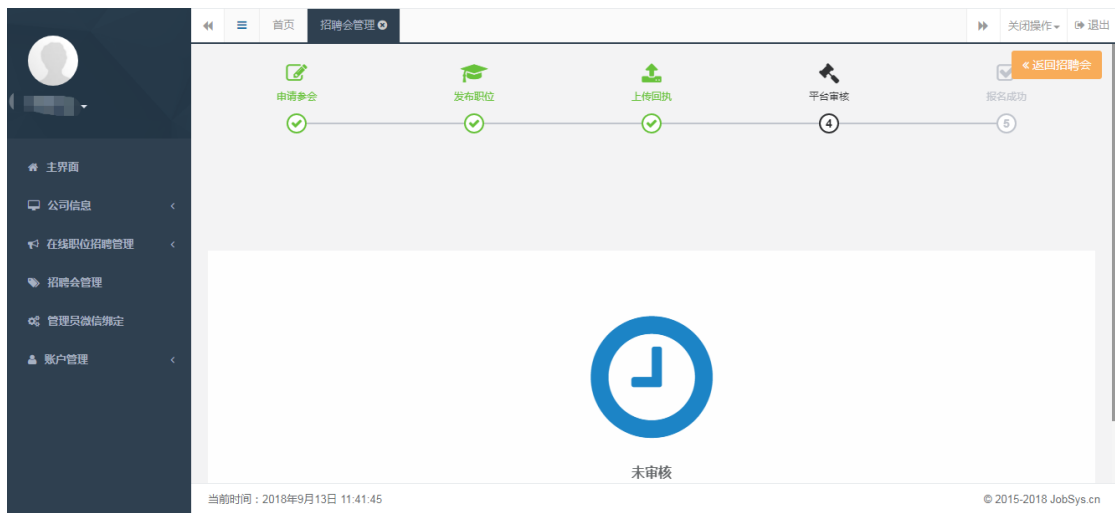 首页 招聘会管理 关闭操作 退出
«返回招聘会
申请参会 发布职位 上传回执 平台审核 报名成功
4 5
主界面
公司信息
在线职位招聘管理
招聘会管理
管理员微信绑定
账户管理
未审核
当前时间：2018年9月13日 11:41:45 © 2015-2018 JobSys.cn